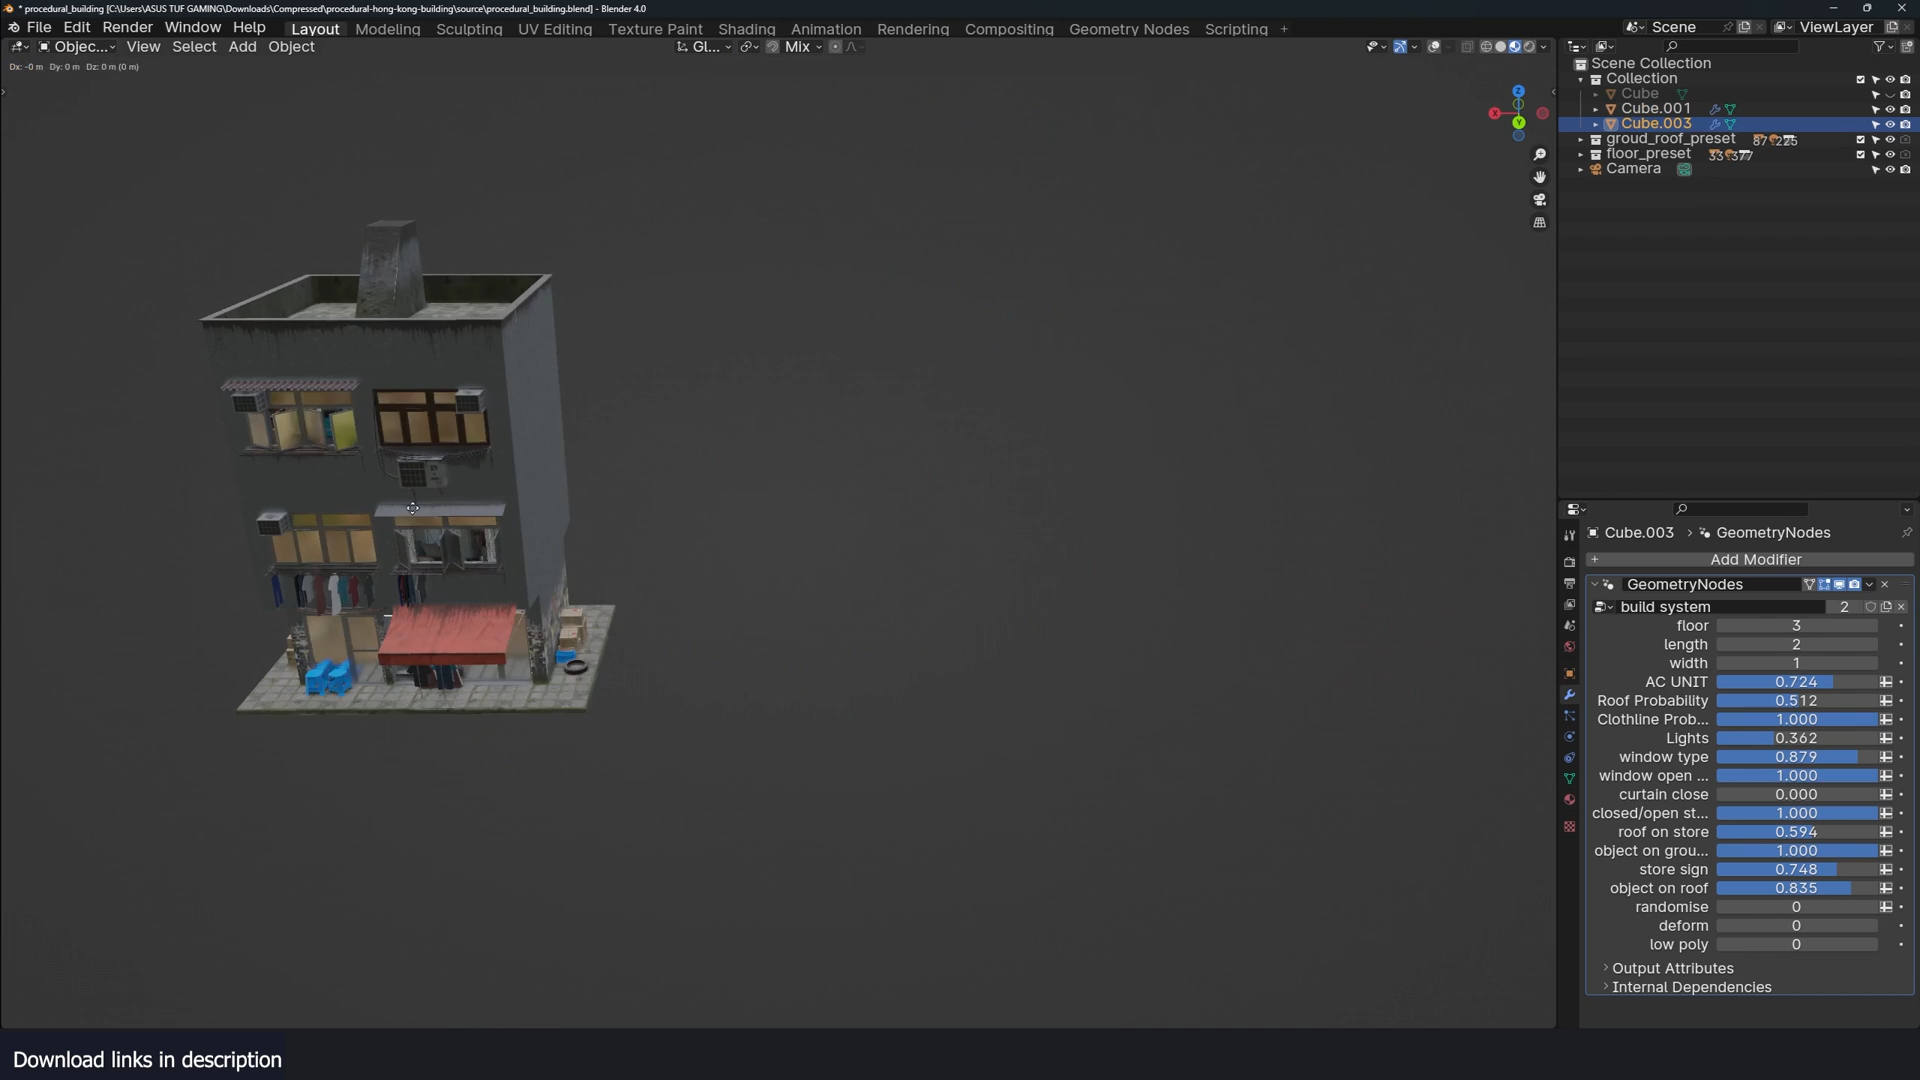 * procedural_building [C:\Users\ASUS TUF GAMING\Downloads\Compressed\procedural-hong-kong-building\source\procedural_building.blend] - Blender 4.0
File Edit Render Window Help Layout Modeling Sculpting UV Editing Texture Paint Shading Animation Rendering Compositing Geometry Nodes Scripting + Scene ViewLayer
Objec... View Select Add Object Gl... Mix
Dx: -0 m Dy: 0 m Dz: 0 m (0 m)
Z
X
Y
Scene Collection
Collection
Cube
Cube.001
Cube.003
groud_roof_preset
floor_preset
Camera
Cube.003 > GeometryNodes
+ Add Modifier
GeometryNodes
build system 2
floor 3
length 2
width 1
AC UNIT 0.724
Roof Probability 0.512
Clothline Prob... 1.000
Lights 0.362
window type 0.879
window open ... 1.000
curtain close 0.000
closed/open st... 1.000
roof on store 0.594
object on grou... 1.000
store sign 0.748
object on roof 0.835
randomise 0
deform 0
low poly 0
Output Attributes
Internal Dependencies
Download links in description